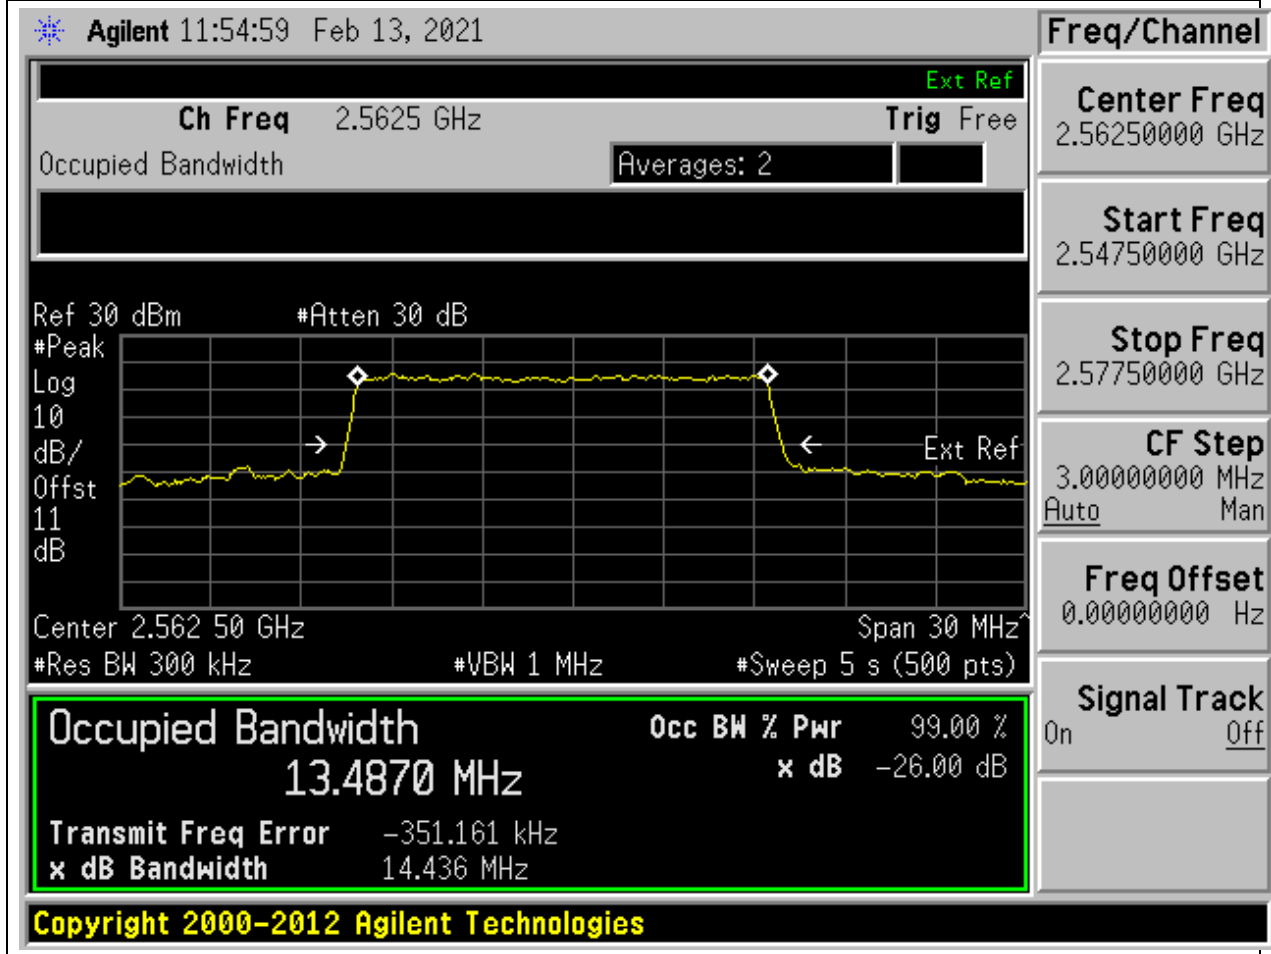 Agilent 11:54:59 Feb 13, 2021
Freq/Channel
Ext Ref
Ch Freq 2.5625 GHz Trig Free
Occupied Bandwidth Averages: 2
Center Freq
2.56250000 GHz
Start Freq
2.54750000 GHz
Stop Freq
2.57750000 GHz
CF Step
3.00000000 MHz
Auto Man
Freq Offset
0.00000000 Hz
Signal Track
On Off
Ref 30 dBm #Atten 30 dB
#Peak
Log
10
dB/
Offst
11
dB
Ext Ref
Center 2.562 50 GHz Span 30 MHz^
#Res BW 300 kHz #VBW 1 MHz #Sweep 5 s (500 pts)
Occupied Bandwidth
13.4870 MHz
Occ BW % Pwr 99.00 %
x dB -26.00 dB
Transmit Freq Error -351.161 kHz
x dB Bandwidth 14.436 MHz
Copyright 2000-2012 Agilent Technologies